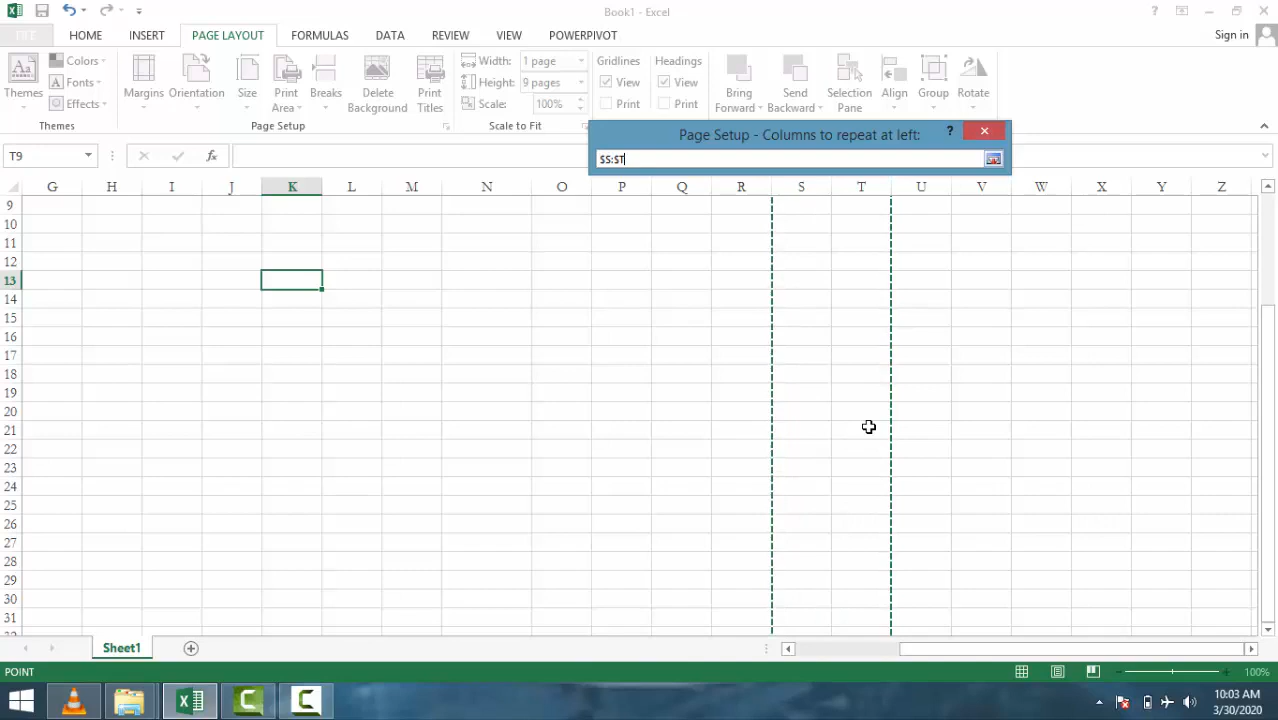 Book1 - Excel
FILE HOME INSERT PAGE LAYOUT FORMULAS DATA REVIEW VIEW POWERPIVOT Sign in
Themes
Colors
Fonts
Effects
Themes
Margins
Orientation
Size
Print Area
Breaks
Delete Background
Print Titles
Page Setup
Width: 1 page
Height: 9 pages
Scale: 100%
Scale to Fit
Gridlines
View
Print
Headings
View
Print
Bring Forward
Send Backward
Selection Pane
Align
Group
Rotate
Page Setup - Columns to repeat at left:
$S:$T
T9
fx
G H I J K L M N O P Q R S T U V W X Y Z
9
10
11
12
13
14
15
16
17
18
19
20
21
22
23
24
25
26
27
28
29
30
31
Sheet1
POINT
100%
10:03 AM
3/30/2020